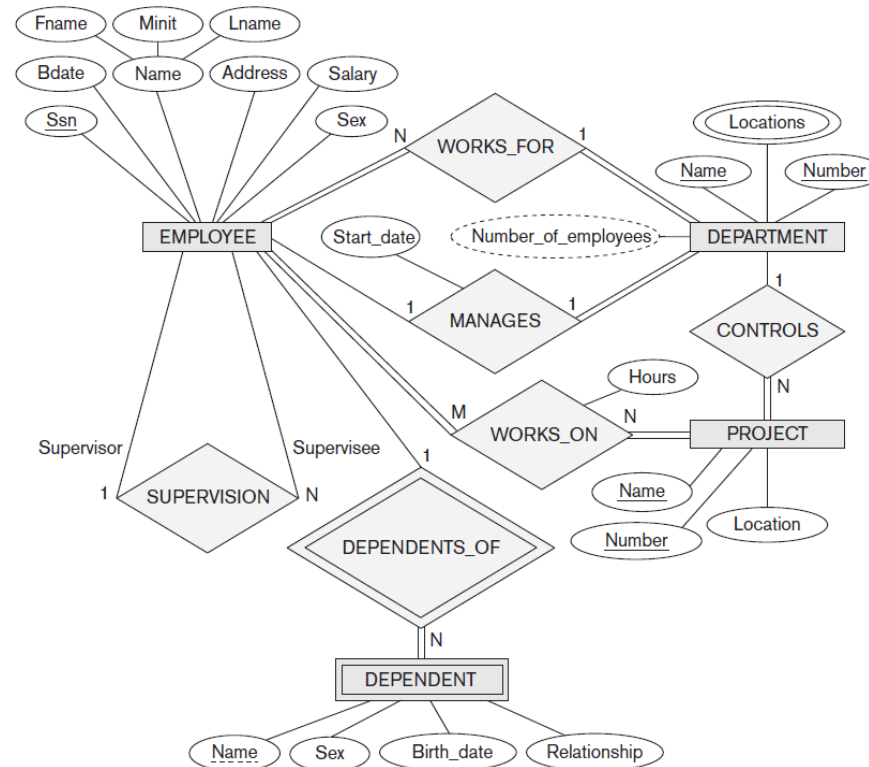 Fname
Minit
Lname
Bdate
Name
Address
Salary
Ssn
Sex
N
WORKS_FOR
1
Locations
Name
Number
EMPLOYEE
Start_date
Number_of_employees
DEPARTMENT
1
MANAGES
1
1
CONTROLS
N
Hours
M
WORKS_ON
N
PROJECT
Supervisor
Supervisee
1
SUPERVISION
N
1
Name
Number
Location
DEPENDENTS_OF
N
DEPENDENT
Name
Sex
Birth_date
Relationship